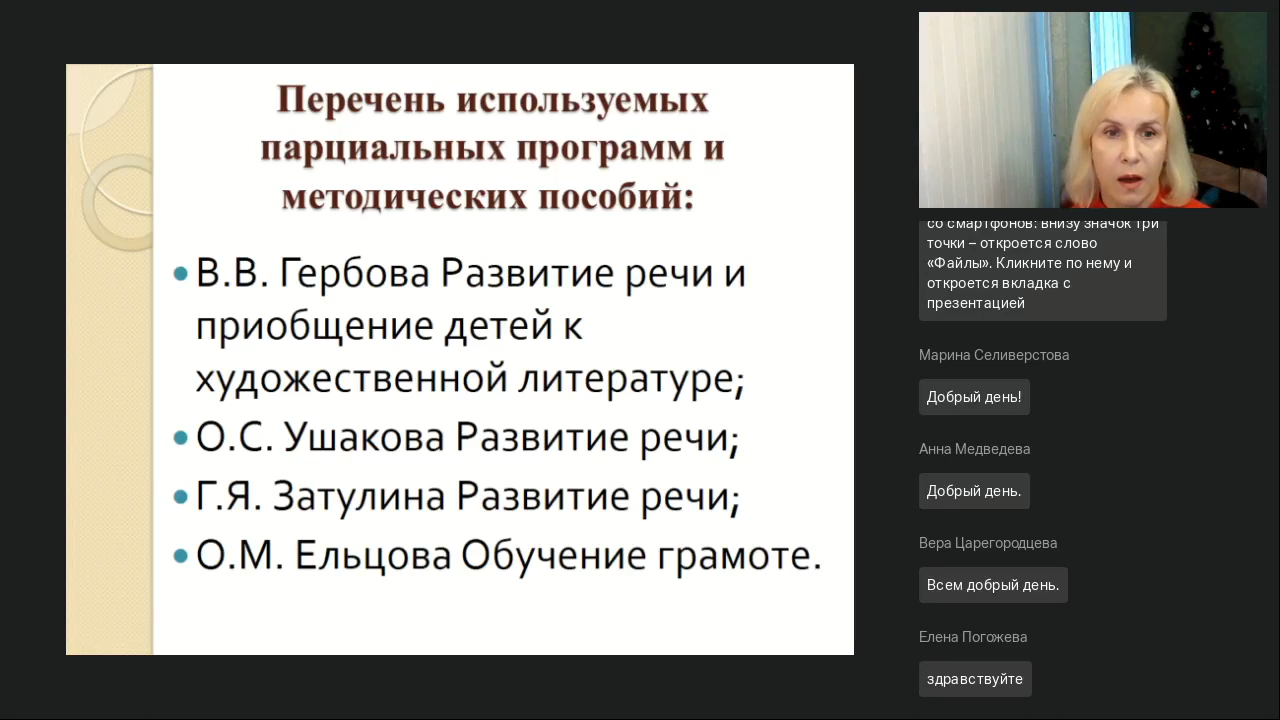 Перечень используемых
парциальных программ и
методических пособий:
В.В. Гербова Развитие речи и
приобщение детей к
художественной литературе;
О.С. Ушакова Развитие речи;
Г.Я. Затулина Развитие речи;
О.М. Ельцова Обучение грамоте.
со смартфонов: внизу значок три
точки – откроется слово
«Файлы». Кликните по нему и
откроется вкладка с
презентацией
Марина Селиверстова
Добрый день!
Анна Медведева
Добрый день.
Вера Царегородцева
Всем добрый день.
Елена Погожева
здравствуйте